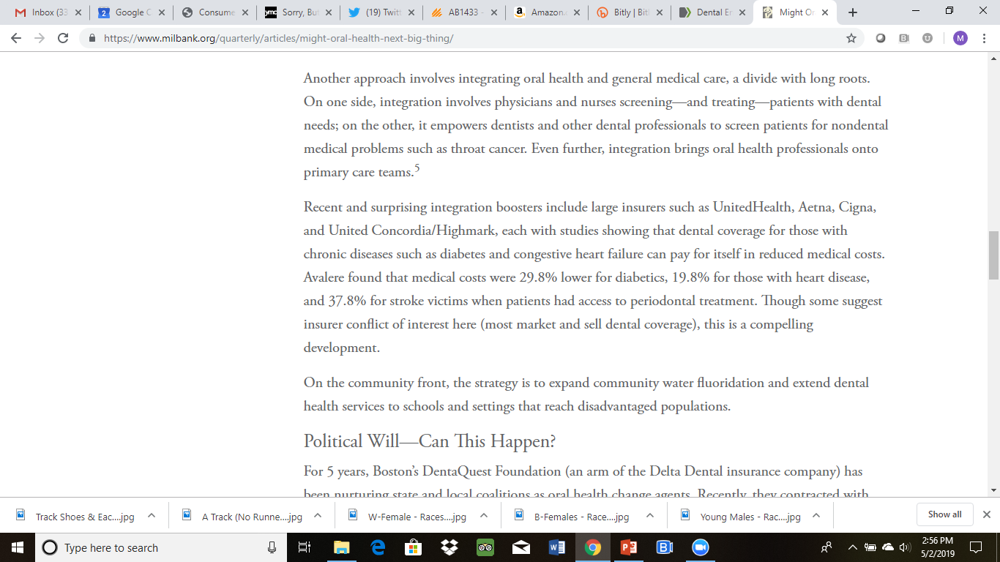 Inbox (33
Google C
Consume
ymc Sorry, Bu
(19) Twitt
AB1433 -
Amazon.
Bitly | Bit
Dental Er
Might Or
https://www.milbank.org/quarterly/articles/might-oral-health-next-big-thing/
Another approach involves integrating oral health and general medical care, a divide with long roots.
On one side, integration involves physicians and nurses screening—and treating—patients with dental
needs; on the other, it empowers dentists and other dental professionals to screen patients for nondental
medical problems such as throat cancer. Even further, integration brings oral health professionals onto
primary care teams.5
Recent and surprising integration boosters include large insurers such as UnitedHealth, Aetna, Cigna,
and United Concordia/Highmark, each with studies showing that dental coverage for those with
chronic diseases such as diabetes and congestive heart failure can pay for itself in reduced medical costs.
Avalere found that medical costs were 29.8% lower for diabetics, 19.8% for those with heart disease,
and 37.8% for stroke victims when patients had access to periodontal treatment. Though some suggest
insurer conflict of interest here (most market and sell dental coverage), this is a compelling
development.
On the community front, the strategy is to expand community water fluoridation and extend dental
health services to schools and settings that reach disadvantaged populations.
Political Will—Can This Happen?
For 5 years, Boston's DentaQuest Foundation (an arm of the Delta Dental insurance company) has
been nurturing state and local coalitions as oral health change agents. Recently, they contracted with
Track Shoes & Eac....jpg
A Track (No Runne....jpg
W-Female - Races....jpg
B-Females - Race....jpg
Young Males - Rac....jpg
Show all
Type here to search
2:56 PM
5/2/2019